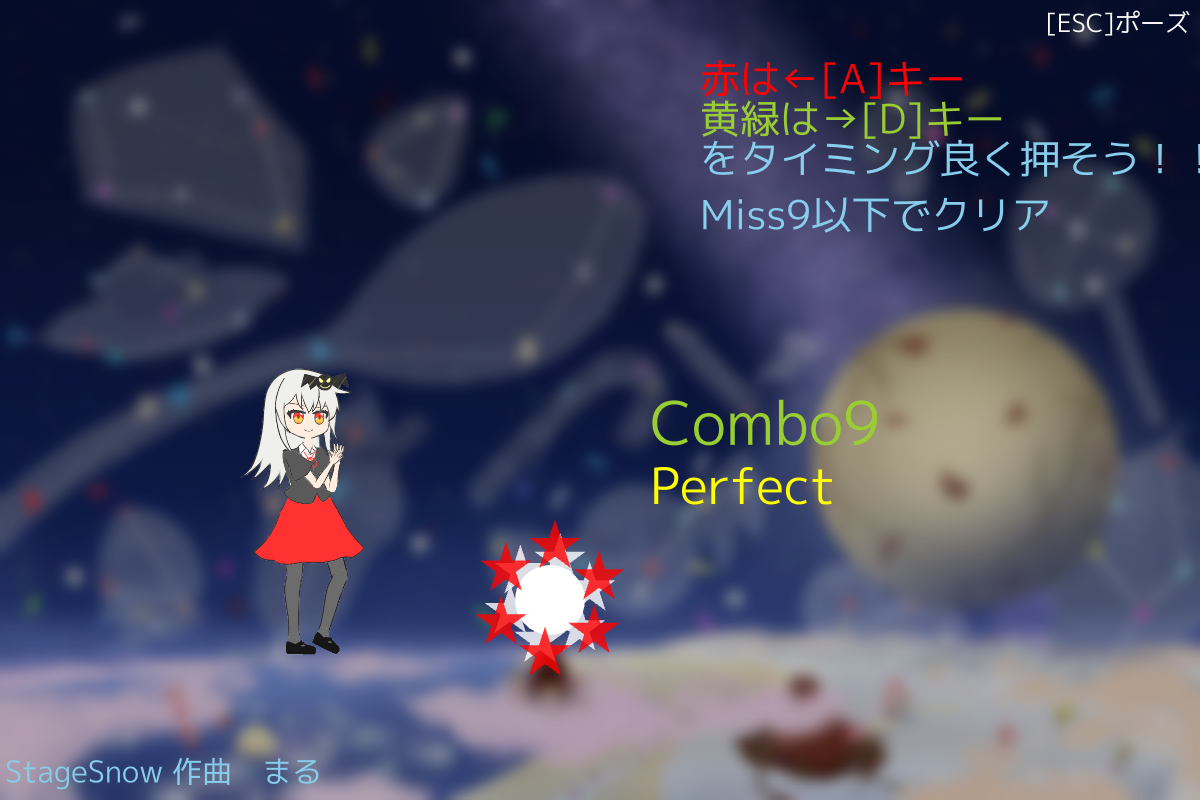 [ESC]ポーズ
赤は←[A]キー
黄緑は→[D]キー
をタイミング良く押そう！！
Miss9以下でクリア
Combo9
Perfect
StageSnow 作曲　まる